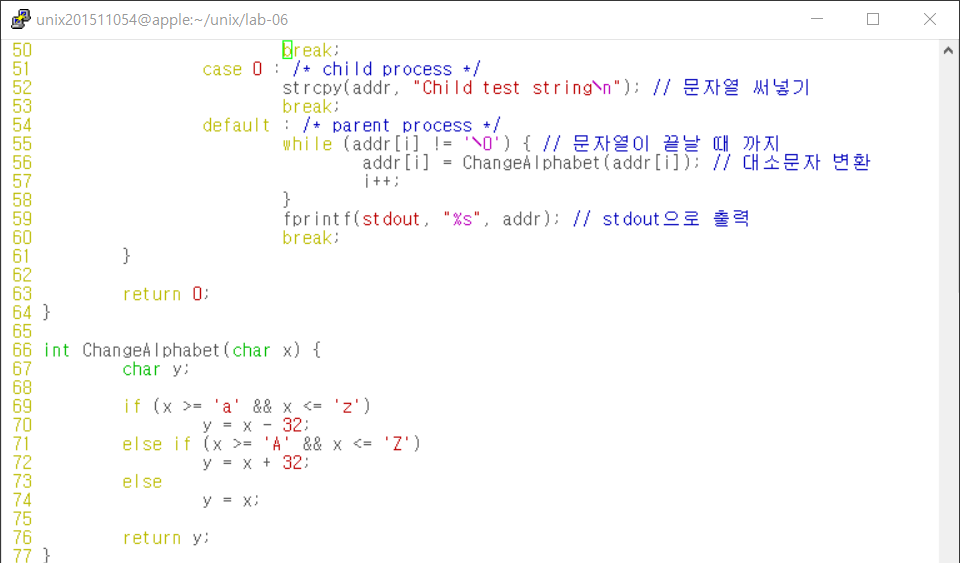 unix201511054@apple:~/unix/lab-06
50 break;
51 case 0 : /* child process */
52 strcpy(addr, "Child test string\n"); // 문자열 써넣기
53 break;
54 default : /* parent process */
55 while (addr[i] != '\0') { // 문자열이 끝날 때 까지
56 addr[i] = ChangeAlphabet(addr[i]); // 대소문자 변환
57 i++;
58 }
59 fprintf(stdout, "%s", addr); // stdout으로 출력
60 break;
61 }
62
63 return 0;
64 }
65
66 int ChangeAlphabet(char x) {
67 char y;
68
69 if (x >= 'a' && x <= 'z')
70 y = x - 32;
71 else if (x >= 'A' && x <= 'Z')
72 y = x + 32;
73 else
74 y = x;
75
76 return y;
77 }